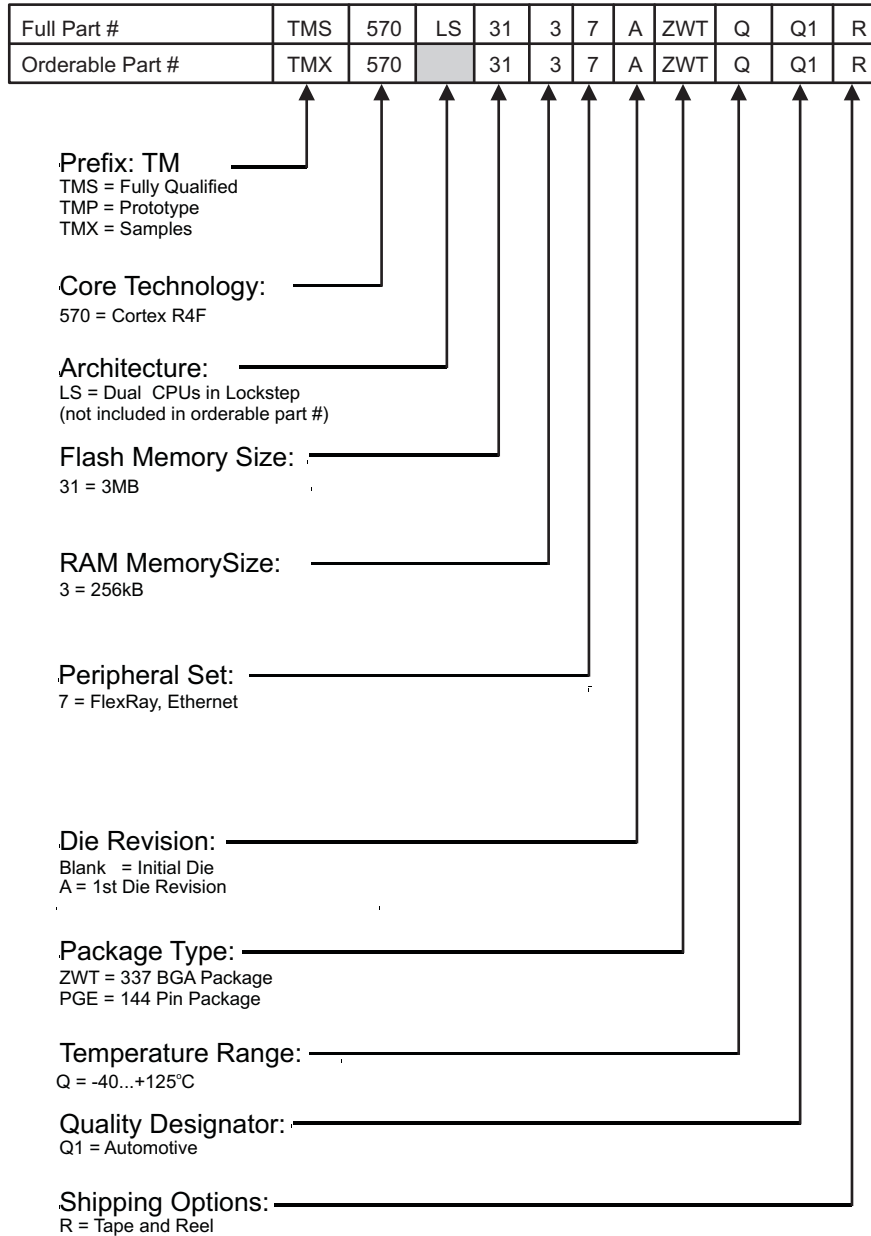 Full Part # TMS 570 LS 31 3 7 A ZWT Q Q1 R
Orderable Part # TMX 570 31 3 7 A ZWT Q Q1 R
Prefix: TM
TMS = Fully Qualified
TMP = Prototype
TMX = Samples
Core Technology:
570 = Cortex R4F
Architecture:
LS = Dual CPUs in Lockstep
(not included in orderable part #)
Flash Memory Size:
31 = 3MB
RAM MemorySize:
3 = 256kB
Peripheral Set:
7 = FlexRay, Ethernet
Die Revision:
Blank = Initial Die
A = 1st Die Revision
Package Type:
ZWT = 337 BGA Package
PGE = 144 Pin Package
Temperature Range:
Q = -40...+125°C
Quality Designator:
Q1 = Automotive
Shipping Options:
R = Tape and Reel